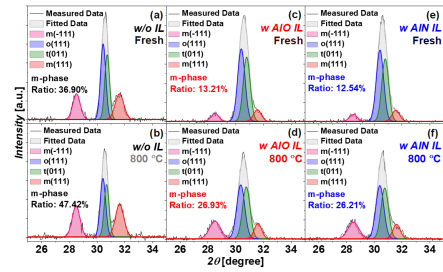 Measured Data
Fitted Data
m(-111)
o(111)
t(011)
m(111)
m-phase
Ratio: 36.90%
(a)
w/o IL
Fresh
Measured Data
Fitted Data
m(-111)
o(111)
t(011)
m(111)
m-phase
Ratio: 13.21%
(c)
w AlO IL
Fresh
Measured Data
Fitted Data
m(-111)
o(111)
t(011)
m(111)
m-phase
Ratio: 12.54%
(e)
w AlN IL
Fresh
Intensity [a.u.]
Measured Data
Fitted Data
m(-111)
o(111)
t(011)
m(111)
m-phase
Ratio: 47.42%
(b)
w/o IL
800 °C
Measured Data
Fitted Data
m(-111)
o(111)
t(011)
m(111)
m-phase
Ratio: 26.93%
(d)
w AlO IL
800 °C
Measured Data
Fitted Data
m(-111)
o(111)
t(011)
m(111)
m-phase
Ratio: 26.21%
(f)
w AlN IL
800 °C
26 28 30 32 34 26 28 30 32 34 26 28 30 32 34
2θ [degree]